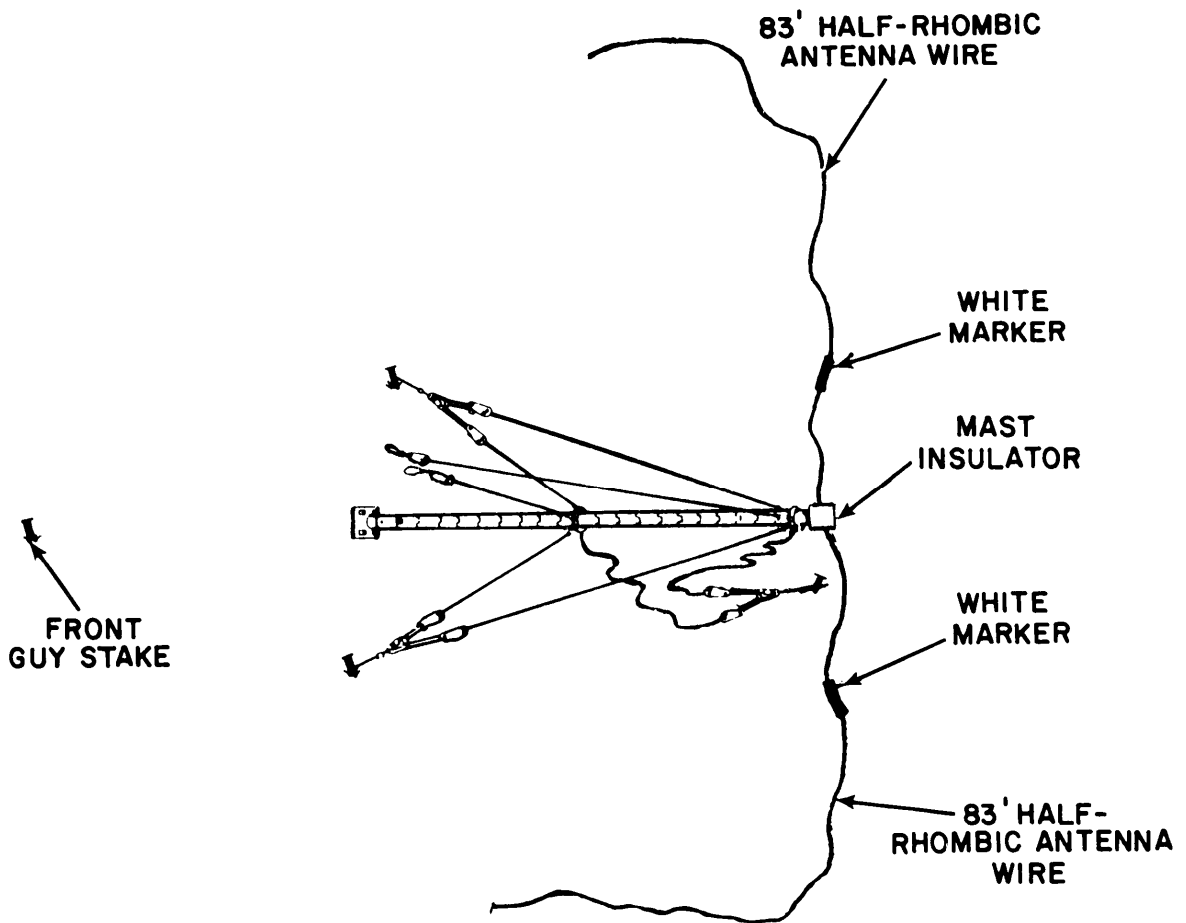 83' HALF-RHOMBIC
ANTENNA WIRE
WHITE
MARKER
MAST
INSULATOR
FRONT
GUY STAKE
WHITE
MARKER
83' HALF-
RHOMBIC ANTENNA
WIRE